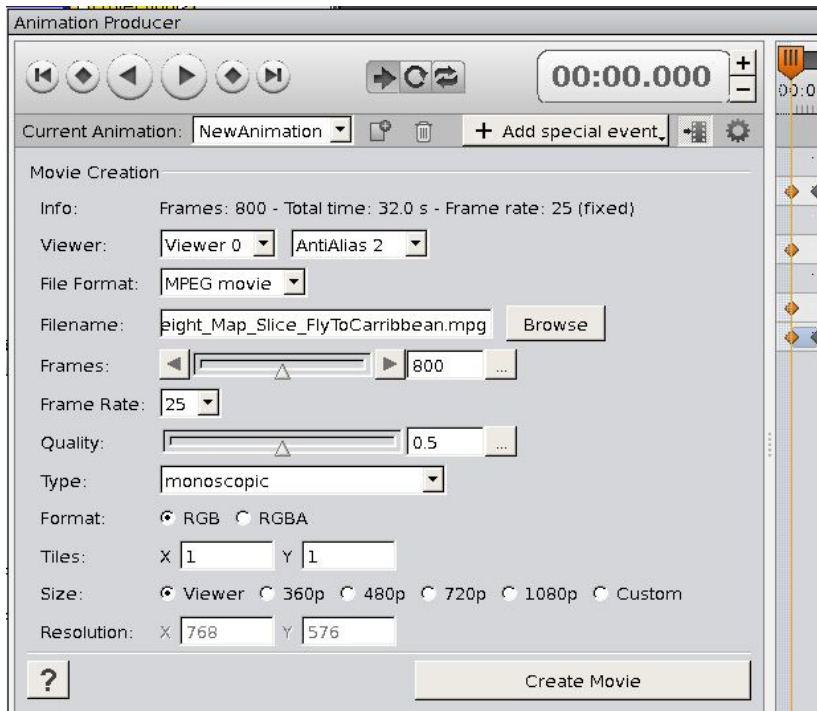 Animation Producer
00:00.000
+
−
Current Animation: NewAnimation + Add special event
Movie Creation
Info: Frames: 800 - Total time: 32.0 s - Frame rate: 25 (fixed)
Viewer: Viewer 0 AntiAlias 2
File Format: MPEG movie
Filename: eight_Map_Slice_FlyToCarribbean.mpg Browse
Frames: 800 ...
Frame Rate: 25
Quality: 0.5 ...
Type: monoscopic
Format: RGB RGBA
Tiles: X 1 Y 1
Size: Viewer 360p 480p 720p 1080p Custom
Resolution: X 768 Y 576
? Create Movie